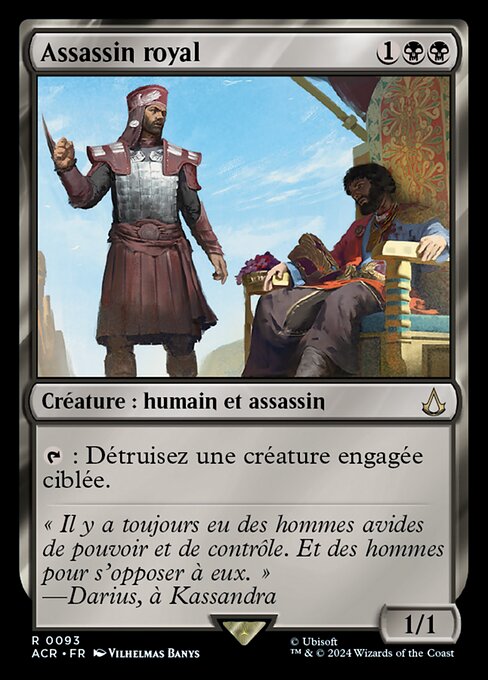 Assassin royal 1
Créature : humain et assassin
: Détruisez une créature engagée
ciblée.
« Il y a toujours eu des hommes avides
de pouvoir et de contrôle. Et des hommes
pour s'opposer à eux. »
—Darius, à Kassandra
1/1
R 0093
ACR • FR Vilhelmas Banys
© Ubisoft
™ & © 2024 Wizards of the Coast